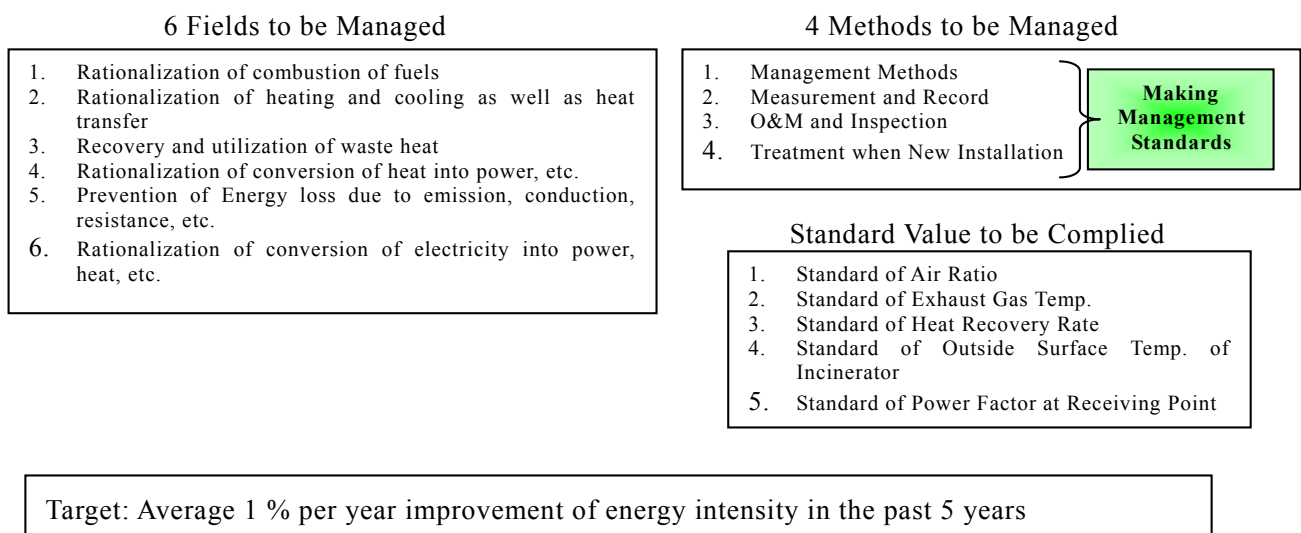 6 Fields to be Managed
1. Rationalization of combustion of fuels
2. Rationalization of heating and cooling as well as heat
transfer
3. Recovery and utilization of waste heat
4. Rationalization of conversion of heat into power, etc.
5. Prevention of Energy loss due to emission, conduction,
resistance, etc.
6. Rationalization of conversion of electricity into power,
heat, etc.
4 Methods to be Managed
1. Management Methods
2. Measurement and Record
3. O&M and Inspection
4. Treatment when New Installation
Making
Management
Standards
Standard Value to be Complied
1. Standard of Air Ratio
2. Standard of Exhaust Gas Temp.
3. Standard of Heat Recovery Rate
4. Standard of Outside Surface Temp. of
Incinerator
5. Standard of Power Factor at Receiving Point
Target: Average 1 % per year improvement of energy intensity in the past 5 years